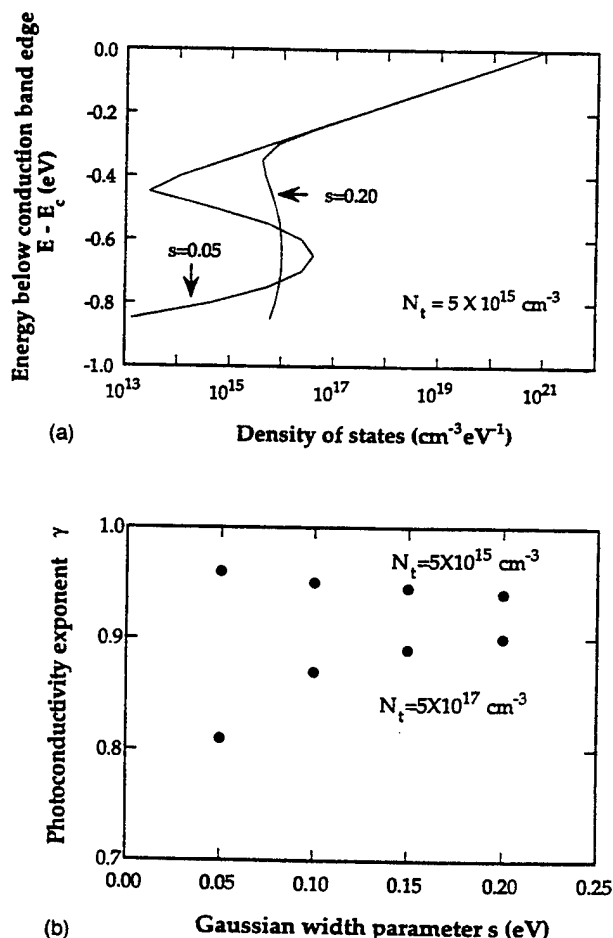 0.0
-0.2
-0.4
-0.6
-0.8
-1.0
Energy below conduction band edge
E - E_c (eV)
s=0.20
s=0.05
N_t = 5 X 10^15 cm^-3
10^13 10^15 10^17 10^19 10^21
(a) Density of states (cm^-3 eV^-1)
1.0
0.9
0.8
0.7
Photoconductivity exponent γ
N_t=5X10^15 cm^-3
N_t=5X10^17 cm^-3
0.00 0.05 0.10 0.15 0.20 0.25
(b) Gaussian width parameter s (eV)